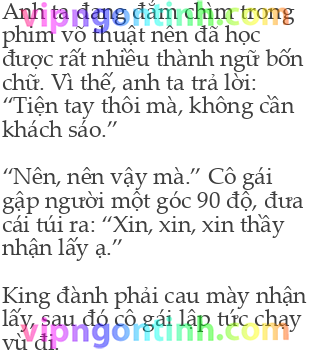 Anh ta đang đắm chìm trong
phim võ thuật nên đã học
được rất nhiều thành ngữ bốn
chữ. Vì thế, anh ta trả lời:
“Tiện tay thôi mà, không cần
khách sáo.”
“Nên, nên vậy mà.” Cô gái
gập người một góc 90 độ, đưa
cái túi ra: “Xin, xin, xin thầy
nhận lấy ạ.”
King đành phải cau mày nhận
lấy, sau đó cô gái lập tức chạy
vù đi.
vipngontinh.com
vipngontinh.com